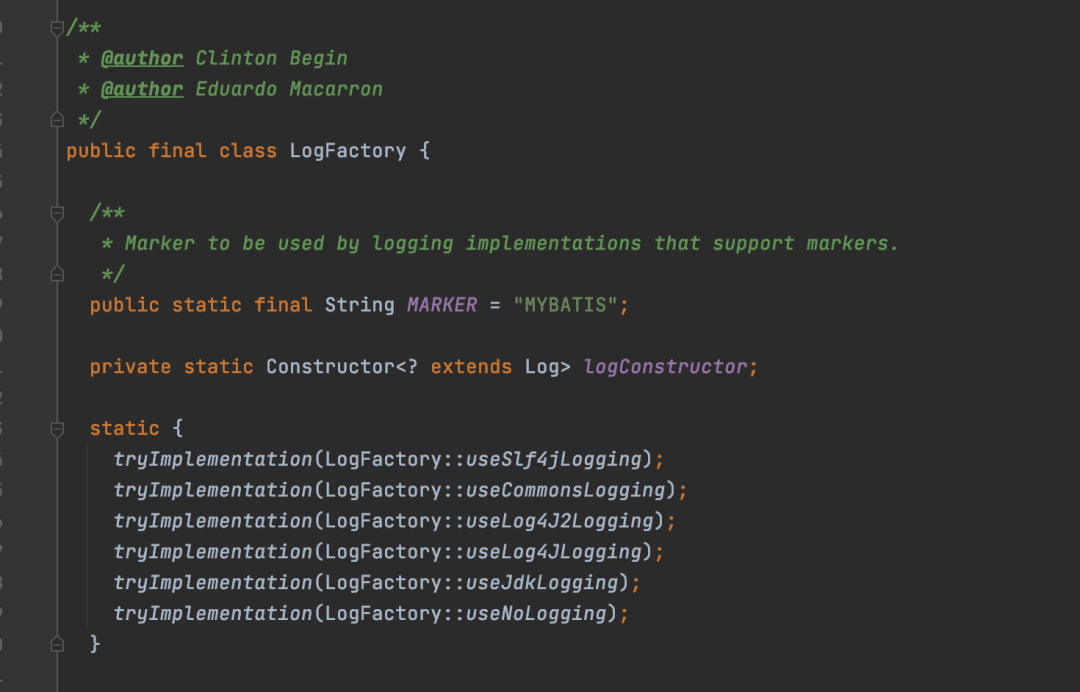 /**
 * @author Clinton Begin
 * @author Eduardo Macarron
 */
public final class LogFactory {
  /**
   * Marker to be used by logging implementations that support markers.
   */
  public static final String MARKER = "MYBATIS";
  private static Constructor<? extends Log> logConstructor;
  static {
    tryImplementation(LogFactory::useSlf4jLogging);
    tryImplementation(LogFactory::useCommonsLogging);
    tryImplementation(LogFactory::useLog4J2Logging);
    tryImplementation(LogFactory::useLog4JLogging);
    tryImplementation(LogFactory::useJdkLogging);
    tryImplementation(LogFactory::useNoLogging);
  }